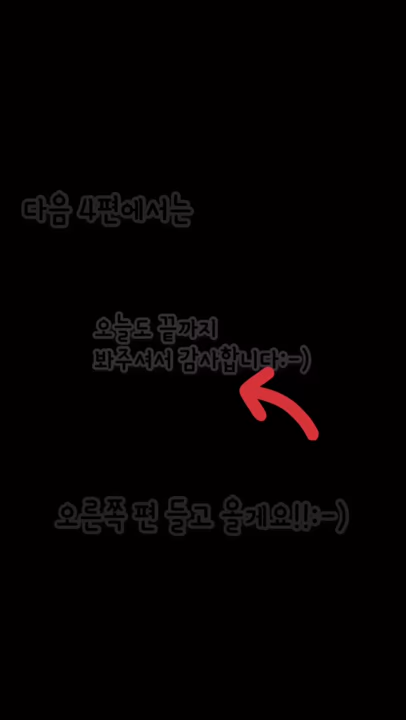 다음 4편에서는
오늘도 끝까지
봐주셔서 감사합니다:-)
오른쪽 편 들고 올게요!!:-)